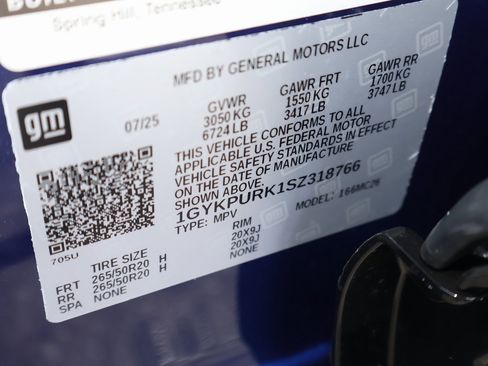 Spring Hill, Tennessee
MFD BY GENERAL MOTORS LLC
gm
07/25
GVWR GAWR FRT GAWR RR
3050 KG 1550 KG 1700 KG
6724 LB 3417 LB 3747 LB
THIS VEHICLE CONFORMS TO ALL
APPLICABLE U.S. FEDERAL MOTOR
VEHICLE SAFETY STANDARDS IN EFFECT
ON THE DATE OF MANUFACTURE
SHOWN ABOVE.
1GYKPURK1SZ318766
TYPE: MPV MODEL: 166MC26
705U
TIRE SIZE RIM
FRT 265/50R20 H 20X9J
RR 265/50R20 H 20X9J
SPA NONE NONE